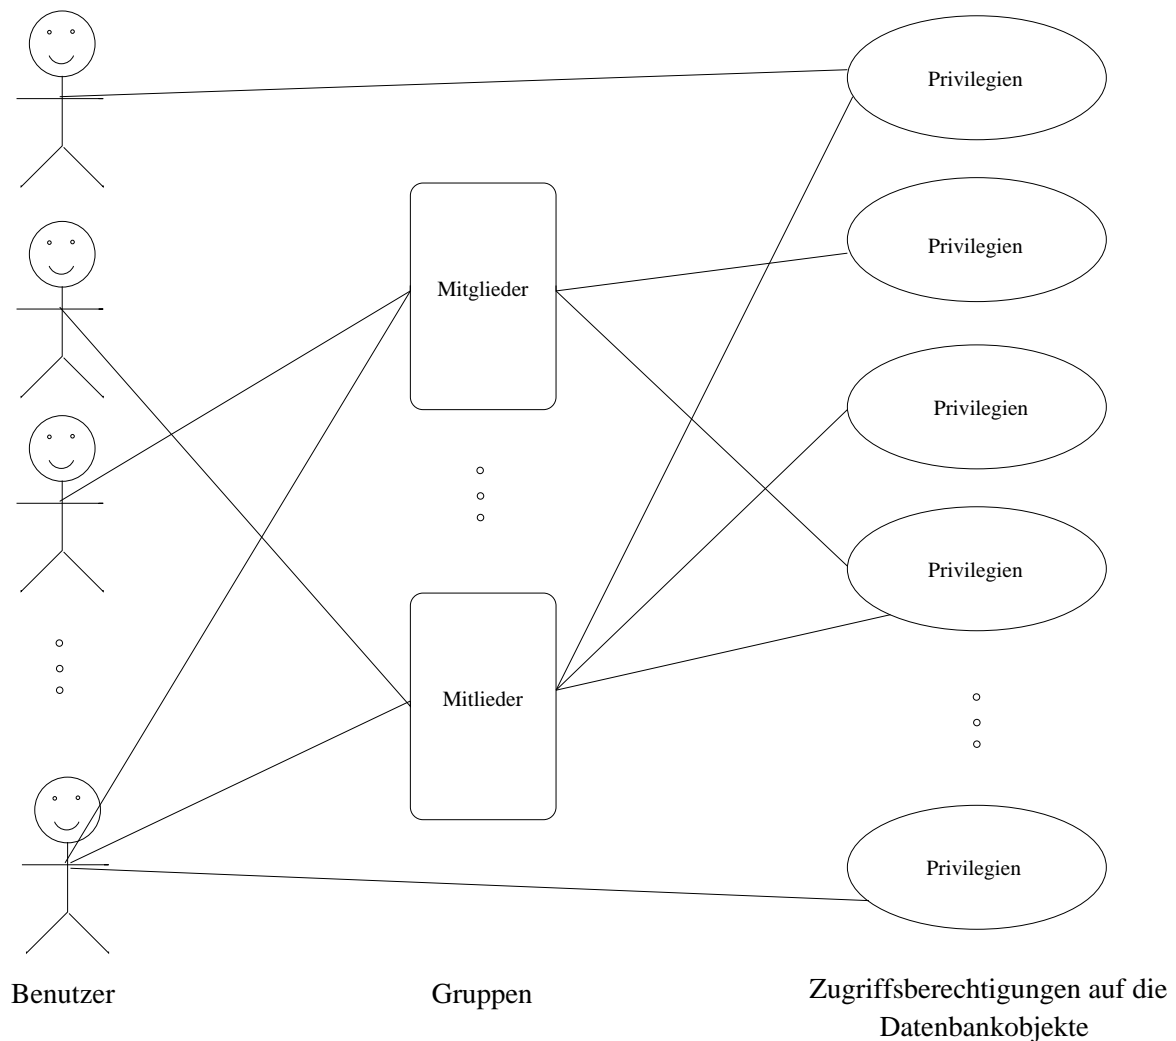 Privilegien
Privilegien
Mitglieder
Privilegien
Privilegien
Mitlieder
Privilegien
Benutzer
Gruppen
Zugriffsberechtigungen auf die
Datenbankobjekte